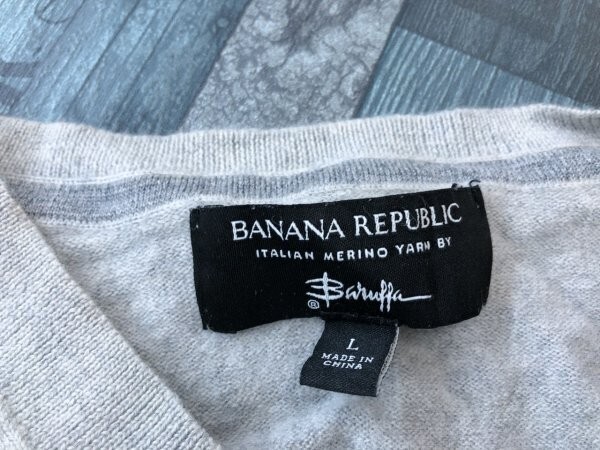 BANANA REPUBLIC
ITALIAN MERINO YARN BY
Baruffa
®
L
MADE IN
CHINA